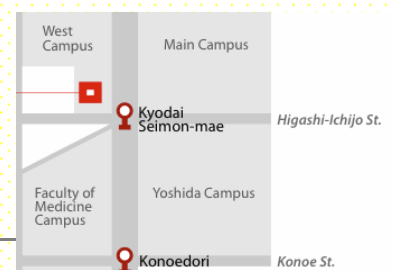 West
Campus
Main Campus
Kyodai
Seimon-mae
Higashi-Ichijo St.
Faculty of
Medicine
Campus
Yoshida Campus
Konoedori
Konoe St.